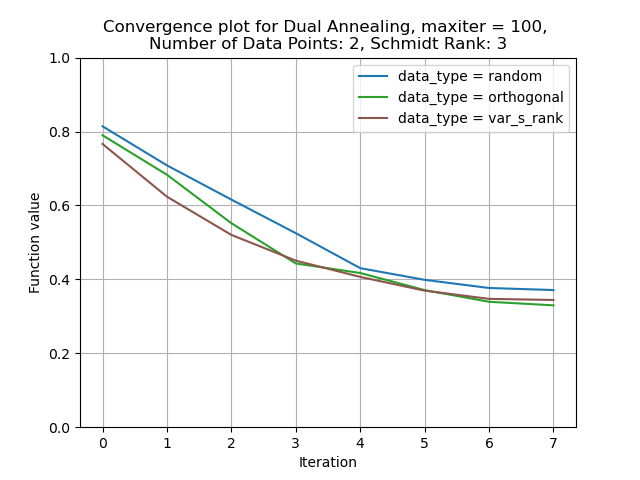 Convergence plot for Dual Annealing, maxiter = 100,
Number of Data Points: 2, Schmidt Rank: 3
data_type = random
data_type = orthogonal
data_type = var_s_rank
Function value
1.0
0.8
0.6
0.4
0.2
0.0
0 1 2 3 4 5 6 7
Iteration